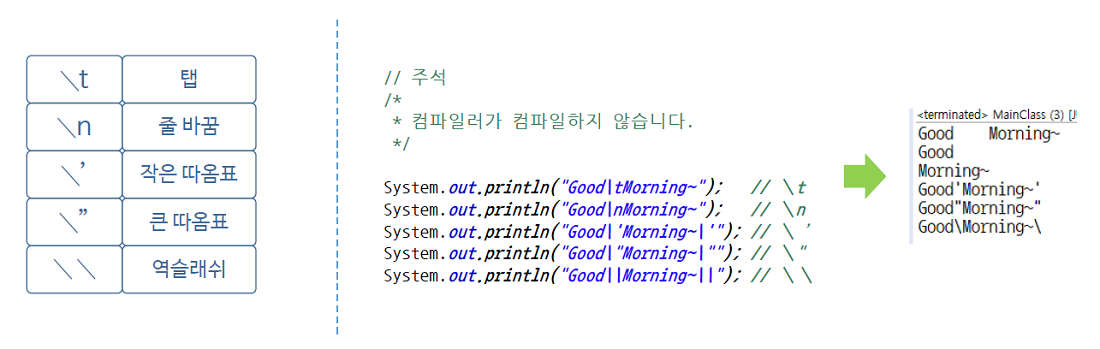 \t 탭
\n 줄 바꿈
\’ 작은 따옴표
\” 큰 따옴표
\\ 역슬래쉬
// 주석
/*
* 컴파일러가 컴파일하지 않습니다.
*/
System.out.println("Good\tMorning~"); // \t
System.out.println("Good\nMorning~"); // \n
System.out.println("Good\'Morning~\'"); // \ ’
System.out.println("Good\"Morning~\""); // \ "
System.out.println("Good\\Morning~\\"); // \ \
<terminated> MainClass (3) [J
Good    Morning~
Good
Morning~
Good'Morning~'
Good"Morning~"
Good\Morning~\